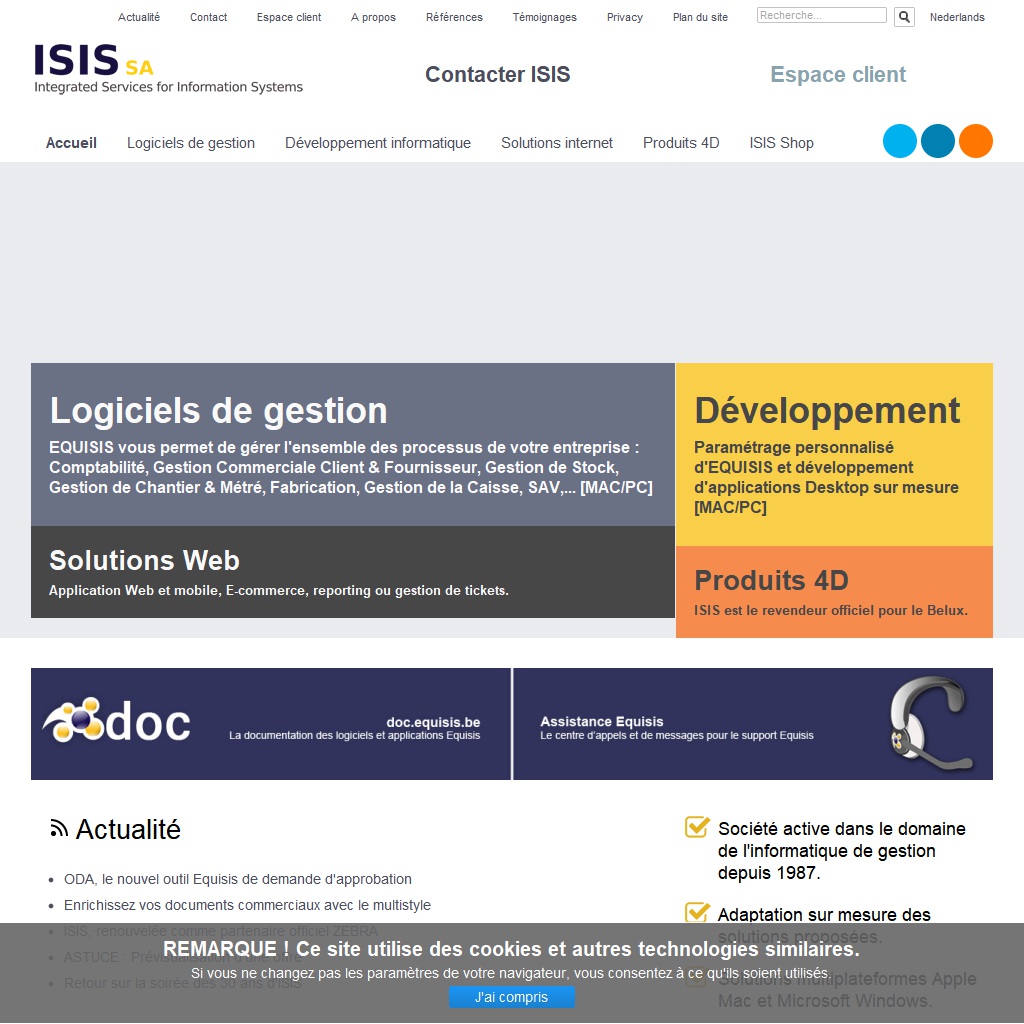 Actualité Contact Espace client A propos Références Témoignages Privacy Plan du site Recherche... Nederlands
ISIS SA
Integrated Services for Information Systems
Contacter ISIS
Espace client
Accueil Logiciels de gestion Développement informatique Solutions internet Produits 4D ISIS Shop
Logiciels de gestion
EQUISIS vous permet de gérer l'ensemble des processus de votre entreprise :
Comptabilité, Gestion Commerciale Client & Fournisseur, Gestion de Stock,
Gestion de Chantier & Métré, Fabrication, Gestion de la Caisse, SAV,... [MAC/PC]
Développement
Paramétrage personnalisé
d'EQUISIS et développement
d'applications Desktop sur mesure
[MAC/PC]
Solutions Web
Application Web et mobile, E-commerce, reporting ou gestion de tickets.
Produits 4D
ISIS est le revendeur officiel pour le Belux.
doc
doc.equisis.be
La documentation des logiciels et applications Equisis
Assistance Equisis
Le centre d'appels et de messages pour le support Equisis
Actualité
ODA, le nouvel outil Equisis de demande d'approbation
Enrichissez vos documents commerciaux avec le multistyle
ISIS, renouvelée comme partenaire officiel ZEBRA
ASTUCE : Prévisualisation d'une offre
Retour sur la soirée des 30 ans d'ISIS
Société active dans le domaine
de l'informatique de gestion
depuis 1987.
Adaptation sur mesure des
solutions proposées.
Solutions multiplateformes Apple
Mac et Microsoft Windows.
REMARQUE ! Ce site utilise des cookies et autres technologies similaires.
Si vous ne changez pas les paramètres de votre navigateur, vous consentez à ce qu'ils soient utilisés.
J'ai compris